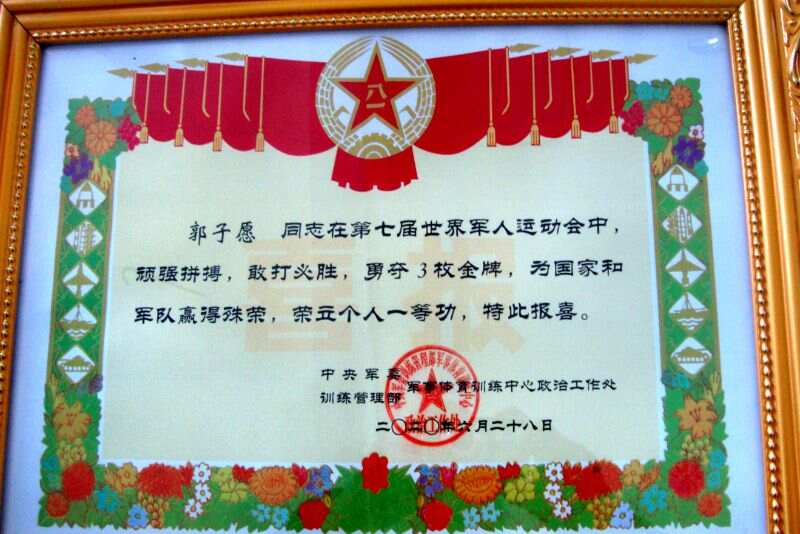 八一
喜报
郭子愿 同志在第七届世界军人运动会中，
顽强拼搏，敢打必胜，勇夺3枚金牌，为国家和
军队赢得殊荣，荣立个人一等功，特此报喜。
中央军委
训练管理部 军事体育训练中心政治工作处
二〇二〇年六月二十八日